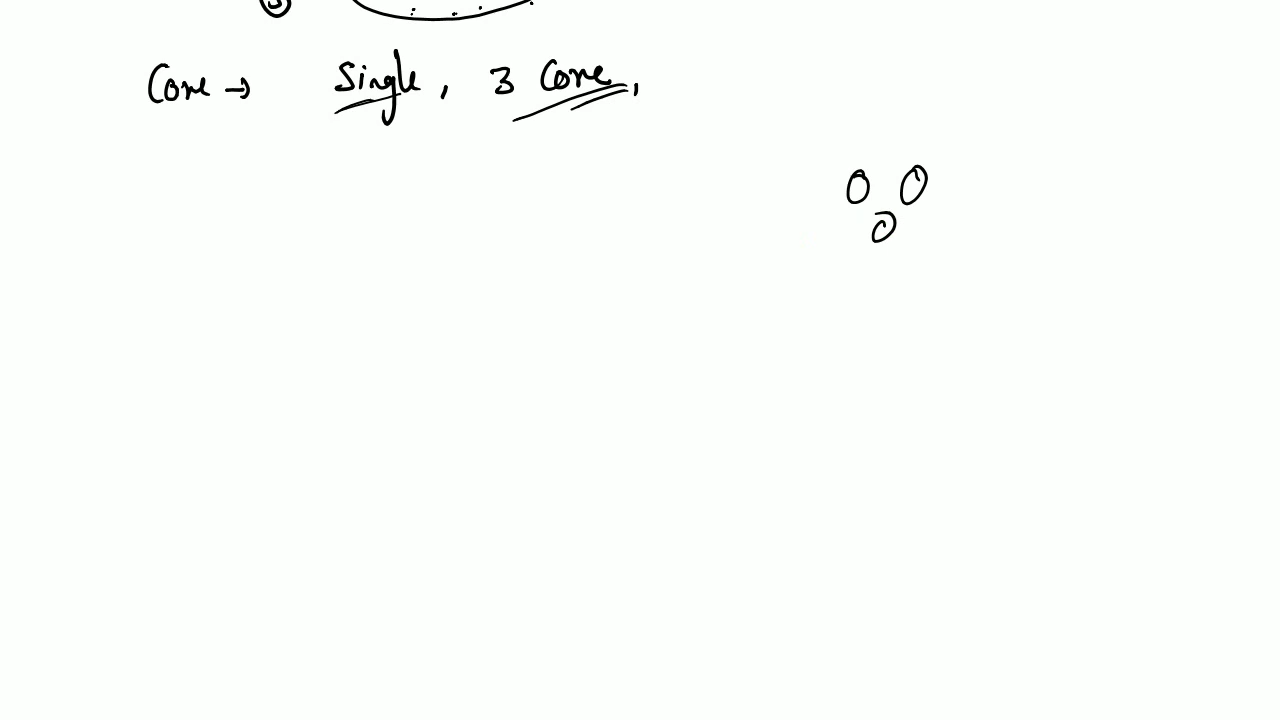 Core → Single, 3 Core,